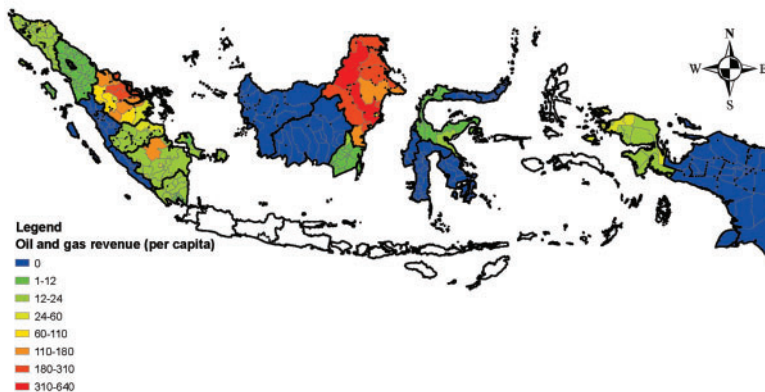 N
W
E
S
Legend
Oil and gas revenue (per capita)
0
1-12
12-24
24-60
60-110
110-180
180-310
310-640